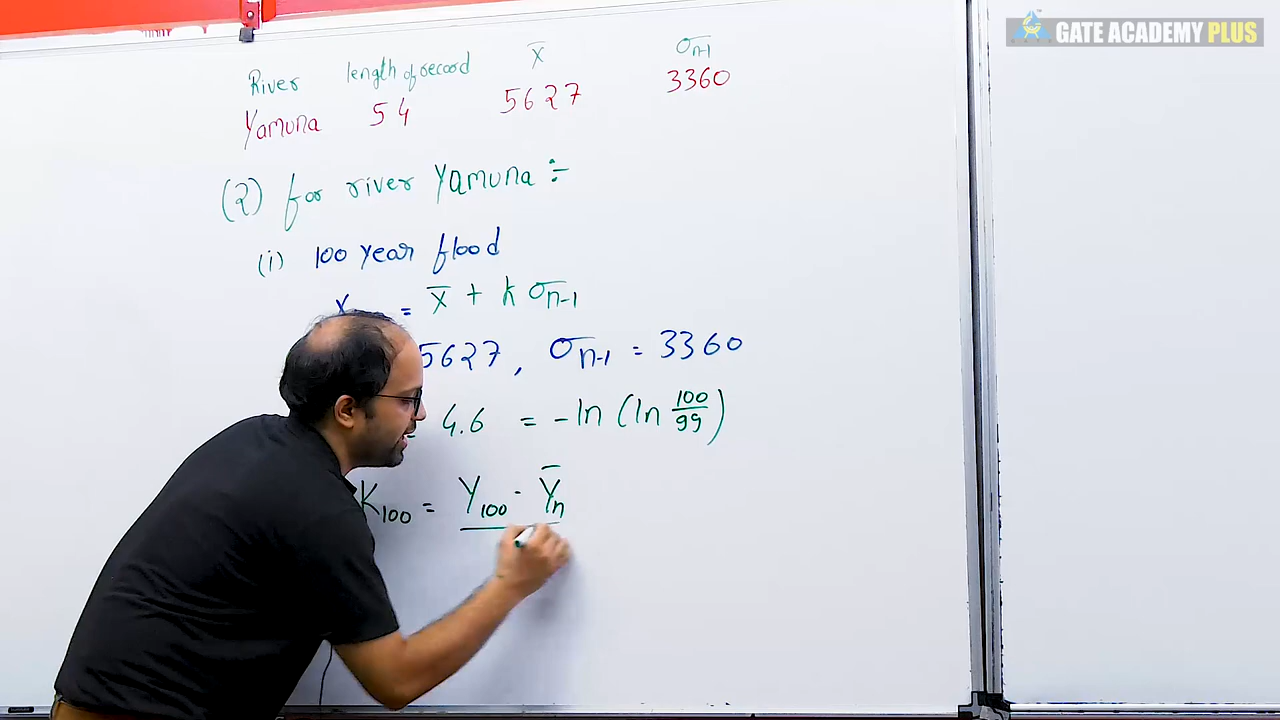 GATE ACADEMY PLUS
River length of record x̄ σn-1
Yamuna 54 5627 3360
(2) for river Yamuna ÷
(i) 100 year flood
X = x̄ + K σn-1
5627 , σn-1 = 3360
= 4.6 = -ln (ln 100/99)
K100 = Y100 - Ȳn